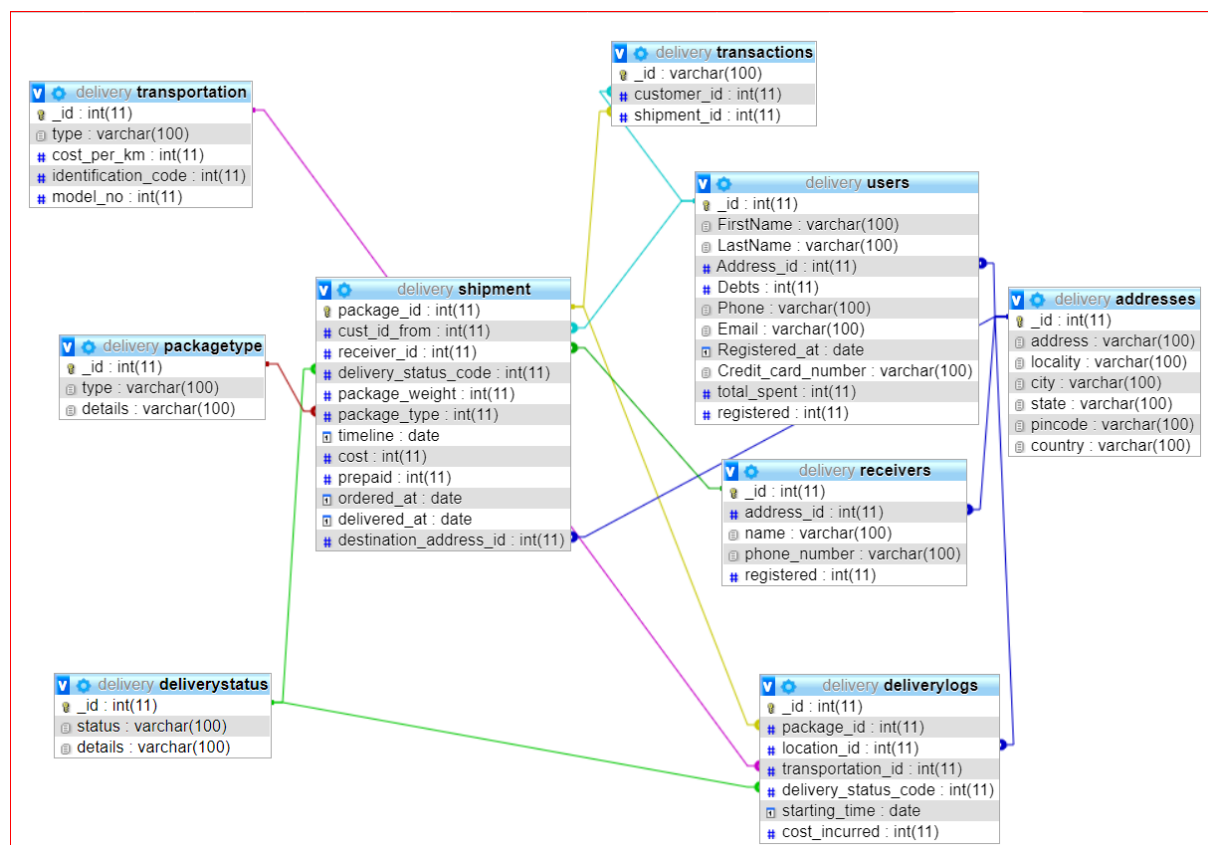 delivery transactions
_id : varchar(100)
customer_id : int(11)
shipment_id : int(11)
delivery transportation
_id : int(11)
type : varchar(100)
cost_per_km : int(11)
identification_code : int(11)
model_no : int(11)
delivery users
_id : int(11)
FirstName : varchar(100)
LastName : varchar(100)
Address_id : int(11)
Debts : int(11)
Phone : varchar(100)
Email : varchar(100)
Registered_at : date
Credit_card_number : varchar(100)
total_spent : int(11)
registered : int(11)
delivery shipment
package_id : int(11)
cust_id_from : int(11)
receiver_id : int(11)
delivery_status_code : int(11)
package_weight : int(11)
package_type : int(11)
timeline : date
cost : int(11)
prepaid : int(11)
ordered_at : date
delivered_at : date
destination_address_id : int(11)
delivery addresses
_id : int(11)
address : varchar(100)
locality : varchar(100)
city : varchar(100)
state : varchar(100)
pincode : varchar(100)
country : varchar(100)
delivery packagetype
_id : int(11)
type : varchar(100)
details : varchar(100)
delivery receivers
_id : int(11)
address_id : int(11)
name : varchar(100)
phone_number : varchar(100)
registered : int(11)
delivery deliverystatus
_id : int(11)
status : varchar(100)
details : varchar(100)
delivery deliverylogs
_id : int(11)
package_id : int(11)
location_id : int(11)
transportation_id : int(11)
delivery_status_code : int(11)
starting_time : date
cost_incurred : int(11)